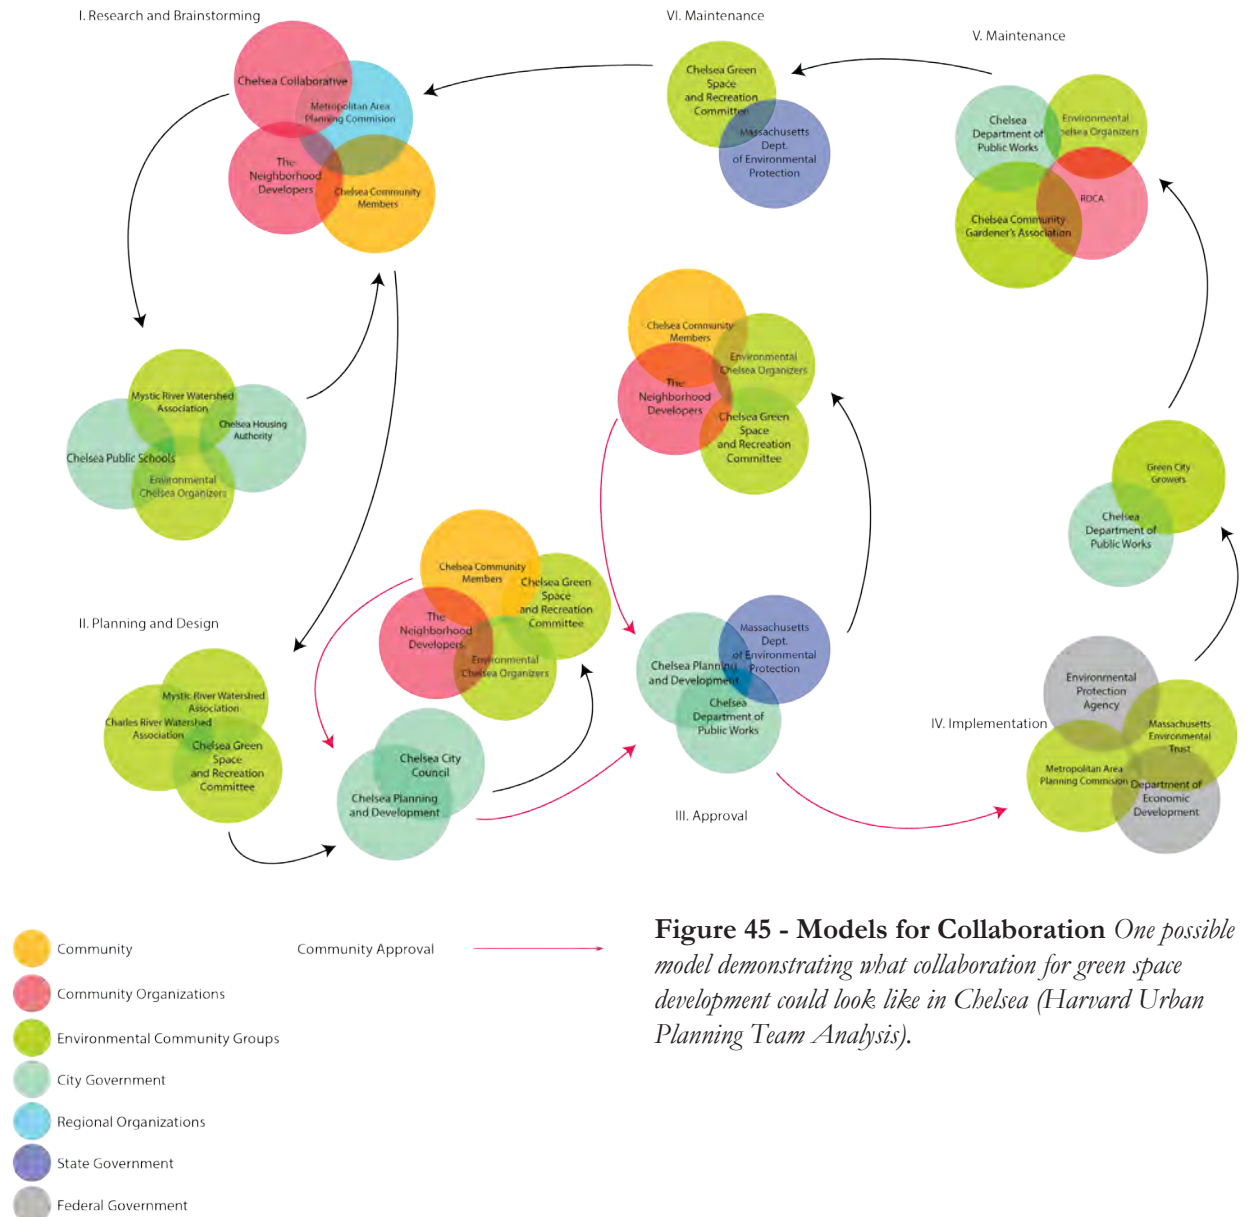 I. Research and Brainstorming
Chelsea Collaborative
Metropolitan Area
Planning Commision
The
Neighborhood
Developers
Chelsea Community
Members
VI. Maintenance
Chelsea Green
Space
and Recreation
Committee
Massachusetts
Dept.
of Environmental
Protection
V. Maintenance
Chelsea
Department of
Public Works
Environmental
Chelsea Organizers
ROCA
Chelsea Community
Gardener's Association
Mystic River Watershed
Association
Chelsea Housing
Authority
Chelsea Public Schools
Environmental
Chelsea Organizers
Chelsea Community
Members
Environmental
Chelsea Organizers
The
Neighborhood
Developers
Chelsea Green
Space
and Recreation
Committee
Green City
Growers
Chelsea
Department of
Public Works
Chelsea Community
Members
Chelsea Green
Space
and Recreation
Committee
The
Neighborhood
Developers
Environmental
Chelsea Organizers
II. Planning and Design
Mystic River Watershed
Association
Charles River Watershed
Association
Chelsea Green
Space
and Recreation
Committee
Chelsea City
Council
Chelsea Planning
and Development
Massachusetts
Dept.
of Environmental
Protection
Chelsea Planning
and Development
Chelsea
Department of
Public Works
III. Approval
IV. Implementation
Environmental
Protection
Agency
Massachusetts
Environmental
Trust
Metropolitan Area
Planning Commision
Department of
Economic
Development
Community
Community Organizations
Environmental Community Groups
City Government
Regional Organizations
State Government
Federal Government
Community Approval
Figure 45 - Models for Collaboration One possible
model demonstrating what collaboration for green space
development could look like in Chelsea (Harvard Urban
Planning Team Analysis).